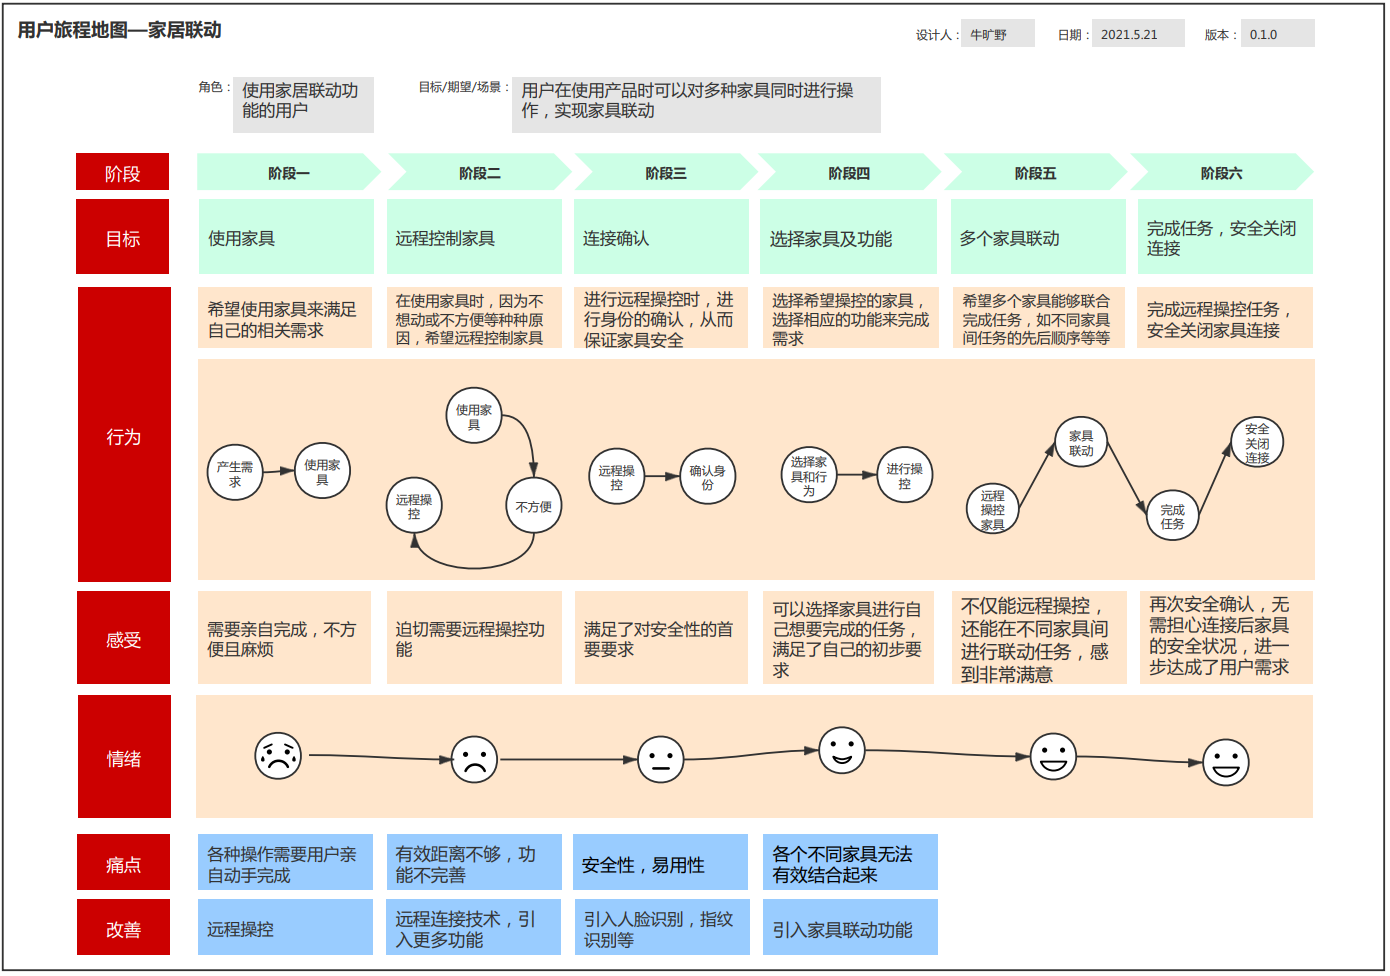 用户旅程地图—家居联动
设计人： 牛旷野 日期： 2021.5.21 版本： 0.1.0
角色： 使用家居联动功
能的用户
目标/期望/场景： 用户在使用产品时可以对多种家具同时进行操
作，实现家具联动
阶段 阶段一 阶段二 阶段三 阶段四 阶段五 阶段六
目标
使用家具
远程控制家具
连接确认
选择家具及功能
多个家具联动
完成任务，安全关闭
连接
行为
希望使用家具来满足
自己的相关需求
在使用家具时，因为不
想动或不方便等种种原
因，希望远程控制家具
进行远程操控时，进
行身份的确认，从而
保证家具安全
选择希望操控的家具，
选择相应的功能来完成
需求
希望多个家具能够联合
完成任务，如不同家具
间任务的先后顺序等等
完成远程操控任务，
安全关闭家具连接
产生需
求
使用家
具
使用家
具
不方便
远程操
控
远程操
控
确认身
份
选择家
具和行
为
进行操
控
远程
操控
家具
家具
联动
完成
任务
安全
关闭
连接
感受
需要亲自完成，不方
便且麻烦
迫切需要远程操控功
能
满足了对安全性的首
要要求
可以选择家具进行自
己想要完成的任务，
满足了自己的初步要
求
不仅能远程操控，
还能在不同家具间
进行联动任务，感
到非常满意
再次安全确认，无
需担心连接后家具
的安全状况，进一
步达成了用户需求
情绪
痛点
各种操作需要用户亲
自动手完成
有效距离不够，功
能不完善
安全性，易用性
各个不同家具无法
有效结合起来
改善
远程操控
远程连接技术，引
入更多功能
引入人脸识别，指纹
识别等
引入家具联动功能